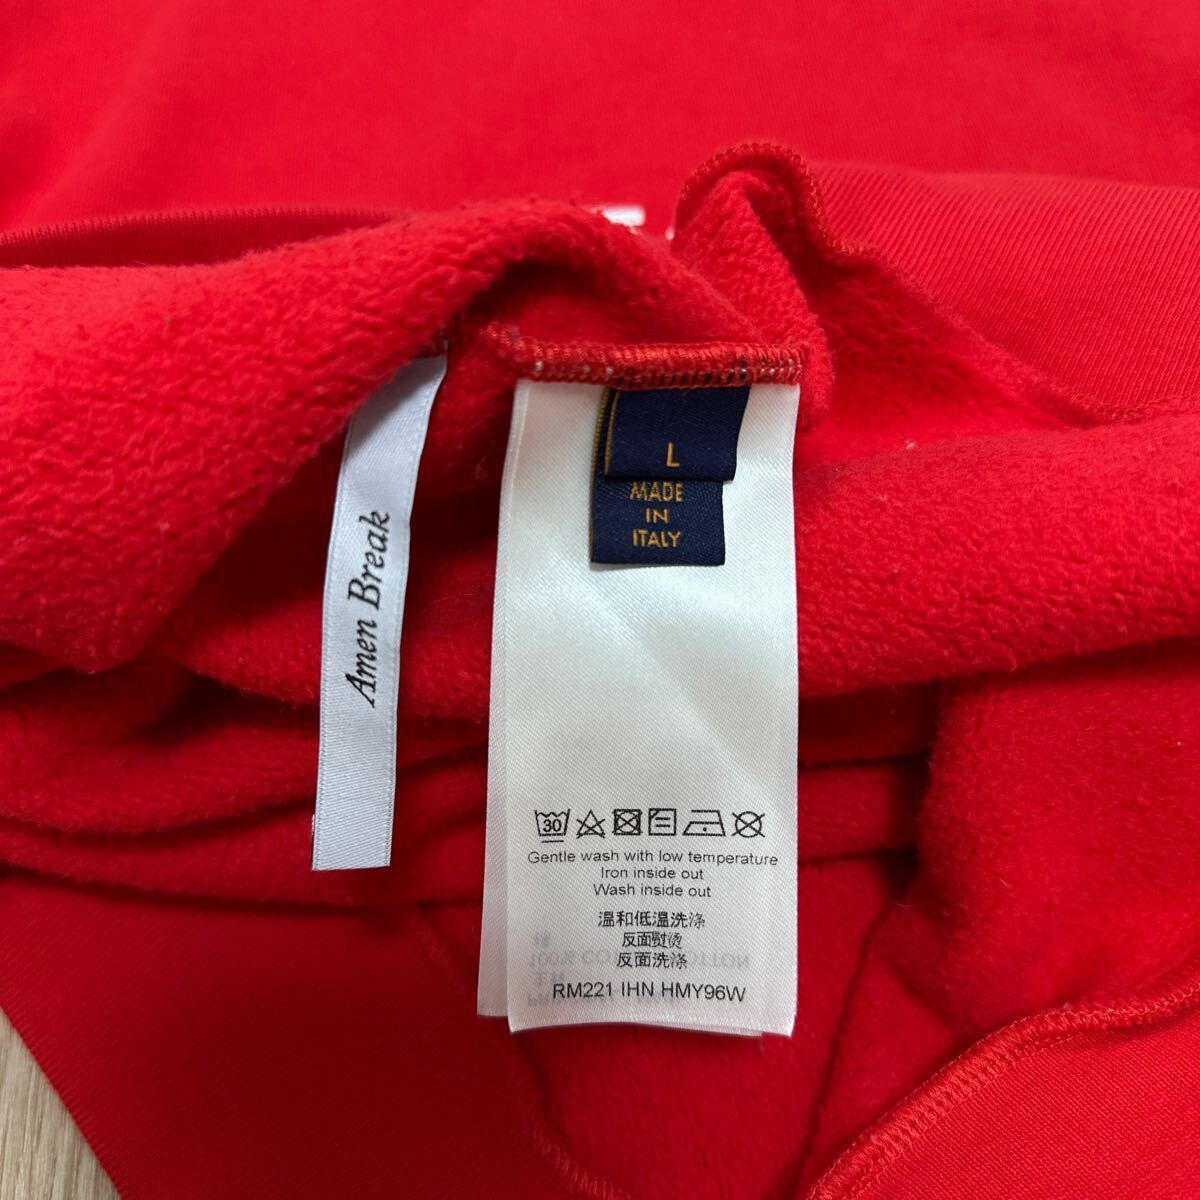 L
MADE
IN
ITALY
Amen Break
30
Gentle wash with low temperature
Iron inside out
Wash inside out
温和低温洗涤
反面熨烫
反面洗涤
RM221 IHN HMY96W